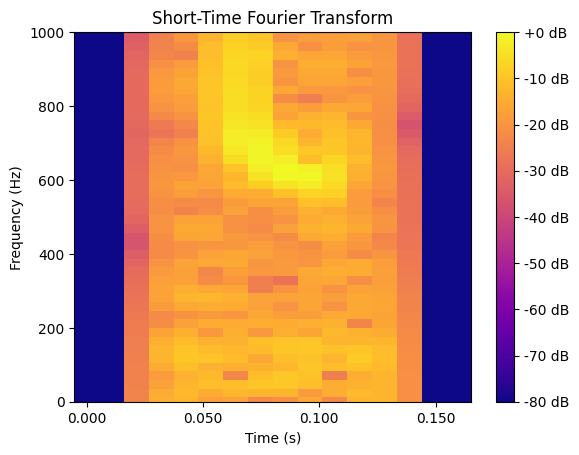 Short-Time Fourier Transform
Frequency (Hz)
1000
800
600
400
200
0
0.000
0.050
0.100
0.150
Time (s)
+0 dB
-10 dB
-20 dB
-30 dB
-40 dB
-50 dB
-60 dB
-70 dB
-80 dB